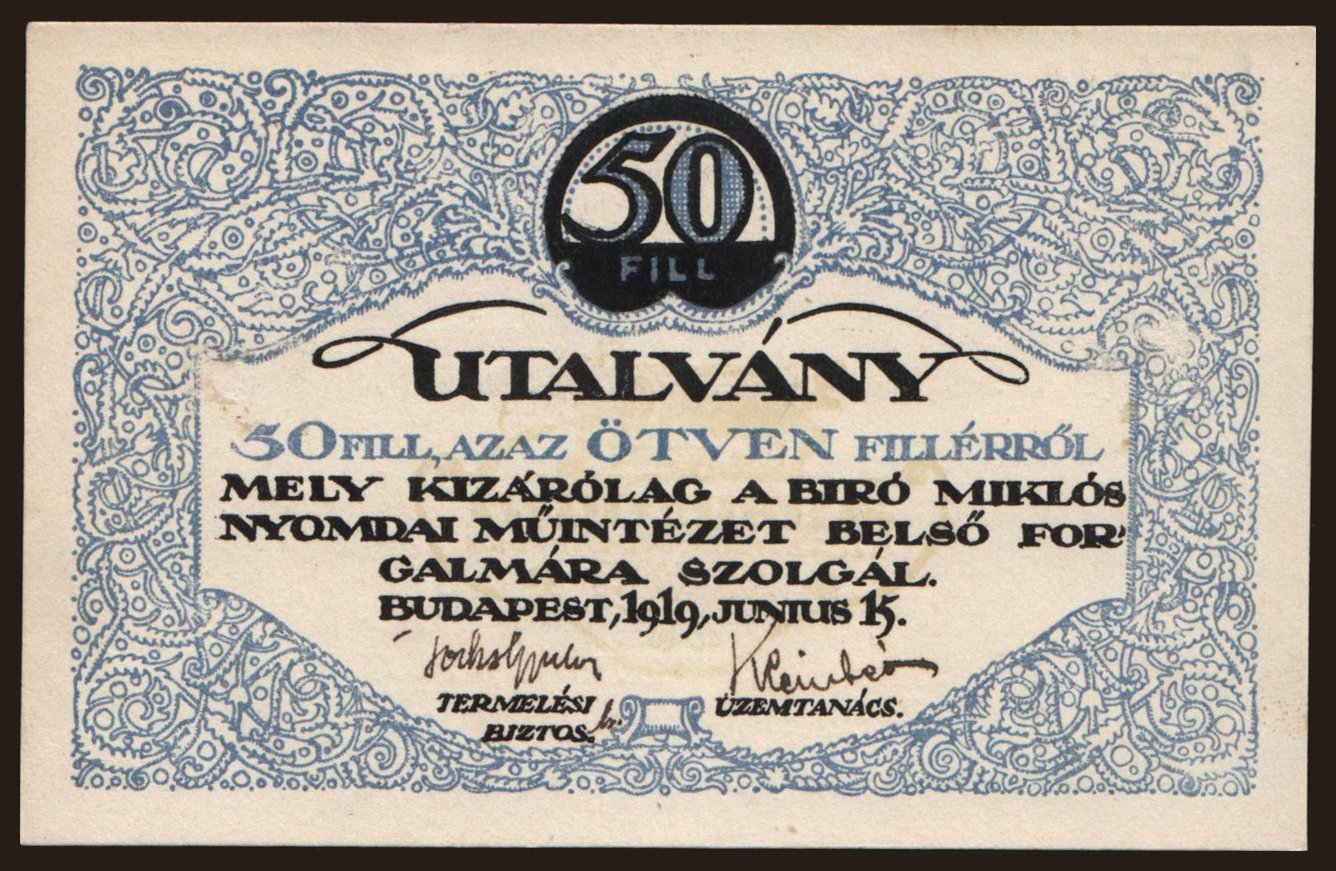 50
FILL
UTALVÁNY
50 FILL, AZAZ ÖTVEN FILLÉRRŐL
MELY KIZÁRÓLAG A BIRÓ MIKLÓS
NYOMDAI MŰINTÉZET BELSŐ FOR-
GALMÁRA SZOLGÁL.
BUDAPEST, 1919, JUNIUS 15.
TERMELÉSI ÜZEMTANÁCS.
BIZTOS.